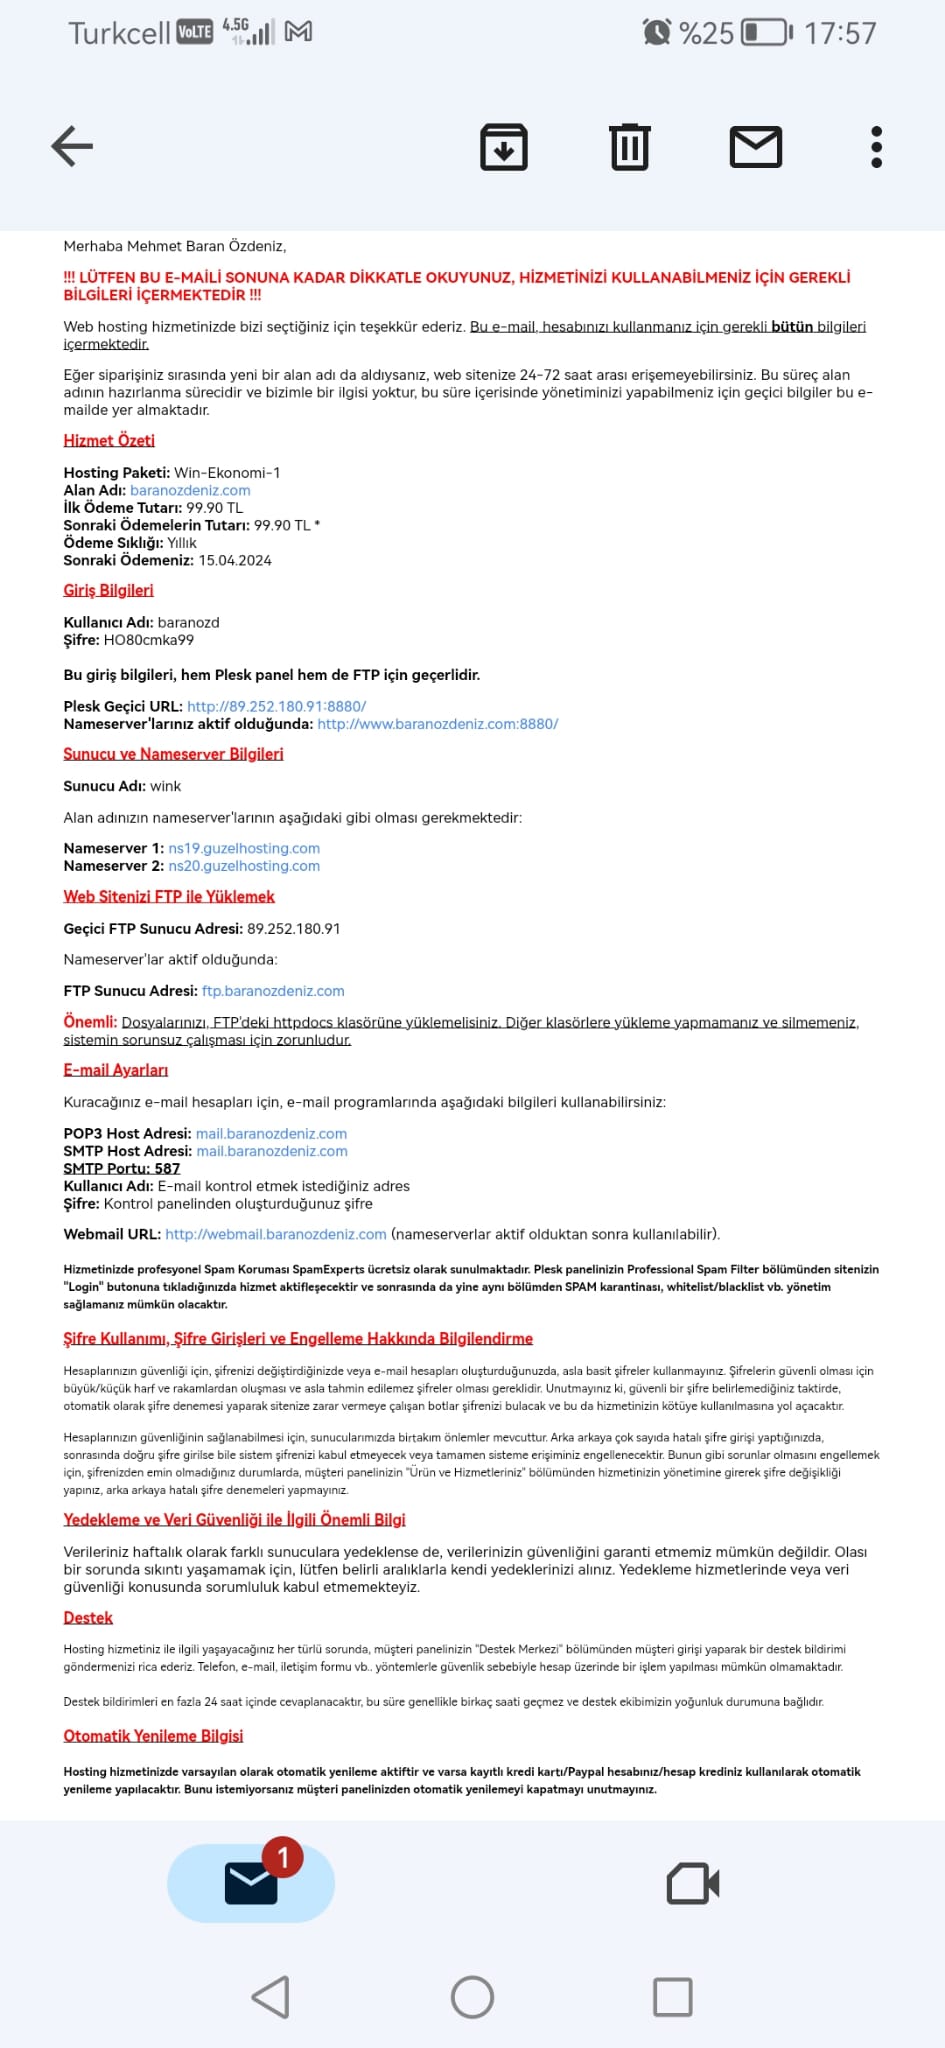 Turkcell VoLTE 4.5G %25 17:57
Merhaba Mehmet Baran Özdeniz,
!!! LÜTFEN BU E-MAİLİ SONUNA KADAR DİKKATLE OKUYUNUZ, HİZMETİNİZİ KULLANABİLMENİZ İÇİN GEREKLİ
BİLGİLERİ İÇERMEKTEDİR !!!
Web hosting hizmetinizde bizi seçtiğiniz için teşekkür ederiz. Bu e-mail, hesabınızı kullanmanız için gerekli bütün bilgileri
içermektedir.
Eğer siparişiniz sırasında yeni bir alan adı da aldıysanız, web sitenize 24-72 saat arası erişemeyebilirsiniz. Bu süreç alan
adının hazırlanma sürecidir ve bizimle bir ilgisi yoktur, bu süre içerisinde yönetiminizi yapabilmeniz için geçici bilgiler bu e-
mailde yer almaktadır.
Hizmet Özeti
Hosting Paketi: Win-Ekonomi-1
Alan Adı: baranozdeniz.com
İlk Ödeme Tutarı: 99.90 TL
Sonraki Ödemelerin Tutarı: 99.90 TL *
Ödeme Sıklığı: Yıllık
Sonraki Ödemeniz: 15.04.2024
Giriş Bilgileri
Kullanıcı Adı: baranozd
Şifre: HO80cmka99
Bu giriş bilgileri, hem Plesk panel hem de FTP için geçerlidir.
Plesk Geçici URL: http://89.252.180.91:8880/
Nameserver'larınız aktif olduğunda: http://www.baranozdeniz.com:8880/
Sunucu ve Nameserver Bilgileri
Sunucu Adı: wink
Alan adınızın nameserver'larının aşağıdaki gibi olması gerekmektedir:
Nameserver 1: ns19.guzelhosting.com
Nameserver 2: ns20.guzelhosting.com
Web Sitenizi FTP ile Yüklemek
Geçici FTP Sunucu Adresi: 89.252.180.91
Nameserver'lar aktif olduğunda:
FTP Sunucu Adresi: ftp.baranozdeniz.com
Önemli: Dosyalarınızı, FTP'deki httpdocs klasörüne yüklemelisiniz. Diğer klasörlere yükleme yapmamanız ve silmemeniz,
sistemin sorunsuz çalışması için zorunludur.
E-mail Ayarları
Kuracağınız e-mail hesapları için, e-mail programlarında aşağıdaki bilgileri kullanabilirsiniz:
POP3 Host Adresi: mail.baranozdeniz.com
SMTP Host Adresi: mail.baranozdeniz.com
SMTP Portu: 587
Kullanıcı Adı: E-mail kontrol etmek istediğiniz adres
Şifre: Kontrol panelinden oluşturduğunuz şifre
Webmail URL: http://webmail.baranozdeniz.com (nameserverlar aktif olduktan sonra kullanılabilir).
Hizmetinizde profesyonel Spam Koruması SpamExperts ücretsiz olarak sunulmaktadır. Plesk panelinizin Professional Spam Filter bölümünden sitenizin
"Login" butonuna tıkladığınızda hizmet aktifleşecektir ve sonrasında da yine aynı bölümden SPAM karantinası, whitelist/blacklist vb. yönetim
sağlamanız mümkün olacaktır.
Şifre Kullanımı, Şifre Girişleri ve Engelleme Hakkında Bilgilendirme
Hesaplarınızın güvenliği için, şifrenizi değiştirdiğinizde veya e-mail hesapları oluşturduğunuzda, asla basit şifreler kullanmayınız. Şifrelerin güvenli olması için
büyük/küçük harf ve rakamlardan oluşması ve asla tahmin edilemez şifreler olması gereklidir. Unutmayınız ki, güvenli bir şifre belirlemediğiniz taktirde,
otomatik olarak şifre denemesi yaparak sitenize zarar vermeye çalışan botlar şifrenizi bulacak ve bu da hizmetinizin kötüye kullanılmasına yol açacaktır.
Hesaplarınızın güvenliğinin sağlanabilmesi için, sunucularımızda birtakım önlemler mevcuttur. Arka arkaya çok sayıda hatalı şifre girişi yaptığınızda,
sonrasında doğru şifre girilse bile sistem şifrenizi kabul etmeyecek veya tamamen sisteme erişiminiz engellenecektir. Bunun gibi sorunlar olmasını engellemek
için, şifrenizden emin olmadığınız durumlarda, müşteri panelinizin "Ürün ve Hizmetleriniz" bölümünden hizmetinizin yönetimine girerek şifre değişikliği
yapınız, arka arkaya hatalı şifre denemeleri yapmayınız.
Yedekleme ve Veri Güvenliği ile İlgili Önemli Bilgi
Verileriniz haftalık olarak farklı sunuculara yedeklense de, verilerinizin güvenliğini garanti etmemiz mümkün değildir. Olası
bir sorunda sıkıntı yaşamamak için, lütfen belirli aralıklarla kendi yedeklerinizi alınız. Yedekleme hizmetlerinde veya veri
güvenliği konusunda sorumluluk kabul etmemekteyiz.
Destek
Hosting hizmetiniz ile ilgili yaşayacağınız her türlü sorunda, müşteri panelinizin "Destek Merkezi" bölümünden müşteri girişi yaparak bir destek bildirimi
göndermenizi rica ederiz. Telefon, e-mail, iletişim formu vb.. yöntemlerle güvenlik sebebiyle hesap üzerinde bir işlem yapılması mümkün olmamaktadır.
Destek bildirimleri en fazla 24 saat içinde cevaplanacaktır, bu süre genellikle birkaç saati geçmez ve destek ekibimizin yoğunluk durumuna bağlıdır.
Otomatik Yenileme Bilgisi
Hosting hizmetinizde varsayılan olarak otomatik yenileme aktiftir ve varsa kayıtlı kredi kartı/Paypal hesabınız/hesap krediniz kullanılarak otomatik
yenileme yapılacaktır. Bunu istemiyorsanız müşteri panelinizden otomatik yenilemeyi kapatmayı unutmayınız.
1